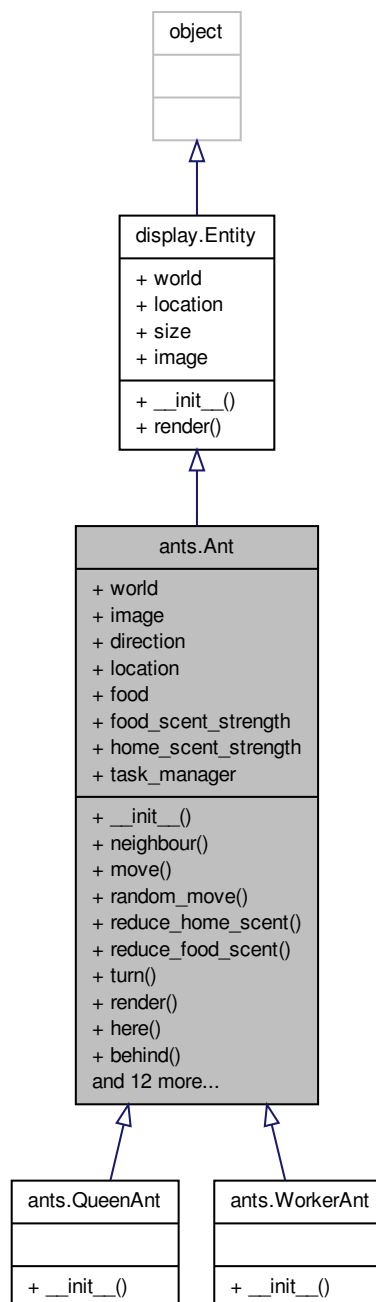 object
display.Entity
+ world
+ location
+ size
+ image
+ __init__()
+ render()
ants.Ant
+ world
+ image
+ direction
+ location
+ food
+ food_scent_strength
+ home_scent_strength
+ task_manager
+ __init__()
+ neighbour()
+ move()
+ random_move()
+ reduce_home_scent()
+ reduce_food_scent()
+ turn()
+ render()
+ here()
+ behind()
and 12 more...
ants.QueenAnt
+ __init__()
ants.WorkerAnt
+ __init__()